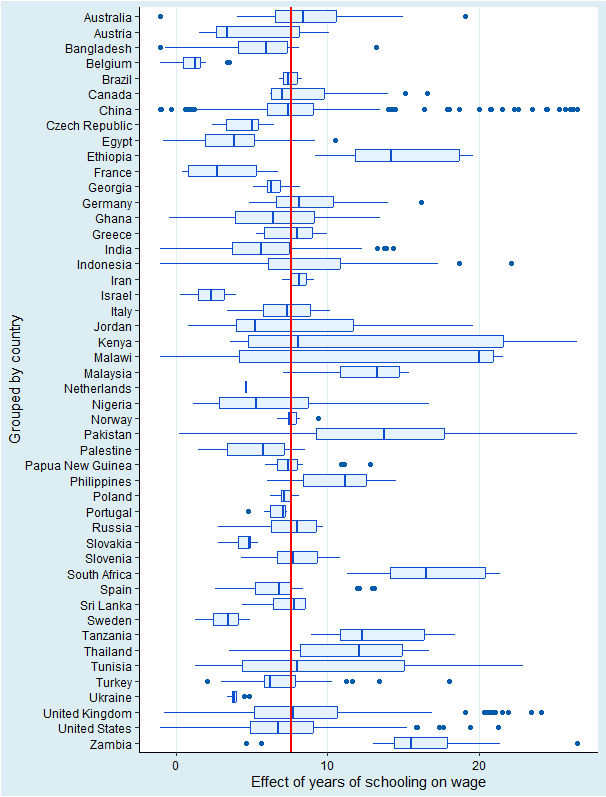 Grouped by country
Australia
Austria
Bangladesh
Belgium
Brazil
Canada
China
Czech Republic
Egypt
Ethiopia
France
Georgia
Germany
Ghana
Greece
India
Indonesia
Iran
Israel
Italy
Jordan
Kenya
Malawi
Malaysia
Netherlands
Nigeria
Norway
Pakistan
Palestine
Papua New Guinea
Philippines
Poland
Portugal
Russia
Slovakia
Slovenia
South Africa
Spain
Sri Lanka
Sweden
Tanzania
Thailand
Tunisia
Turkey
Ukraine
United Kingdom
United States
Zambia
0 10 20
Effect of years of schooling on wage